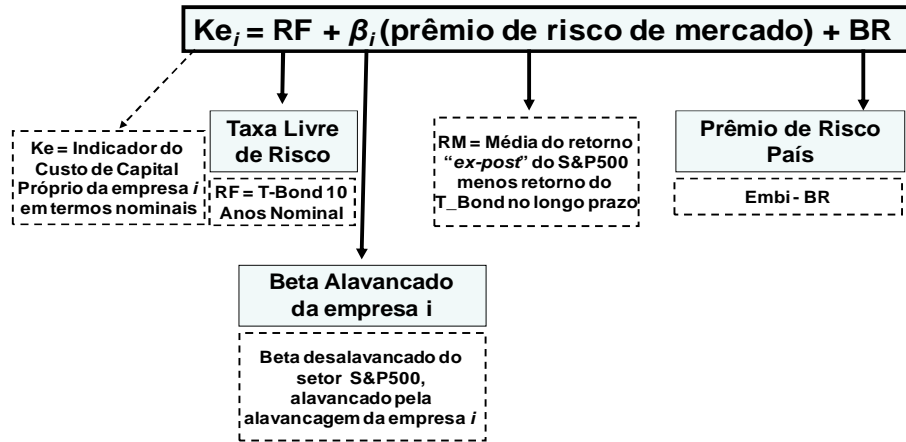 Ke𝑖 = RF + β𝑖 (prêmio de risco de mercado) + BR
Ke = Indicador do
Custo de Capital
Próprio da empresa i
em termos nominais
Taxa Livre
de Risco
RF = T-Bond 10
Anos Nominal
RM = Média do retorno
“ex-post” do S&P500
menos retorno do
T_Bond no longo prazo
Prêmio de Risco
País
Embi - BR
Beta Alavancado
da empresa i
Beta desalavancado do
setor S&P500,
alavancado pela
alavancagem da empresa i